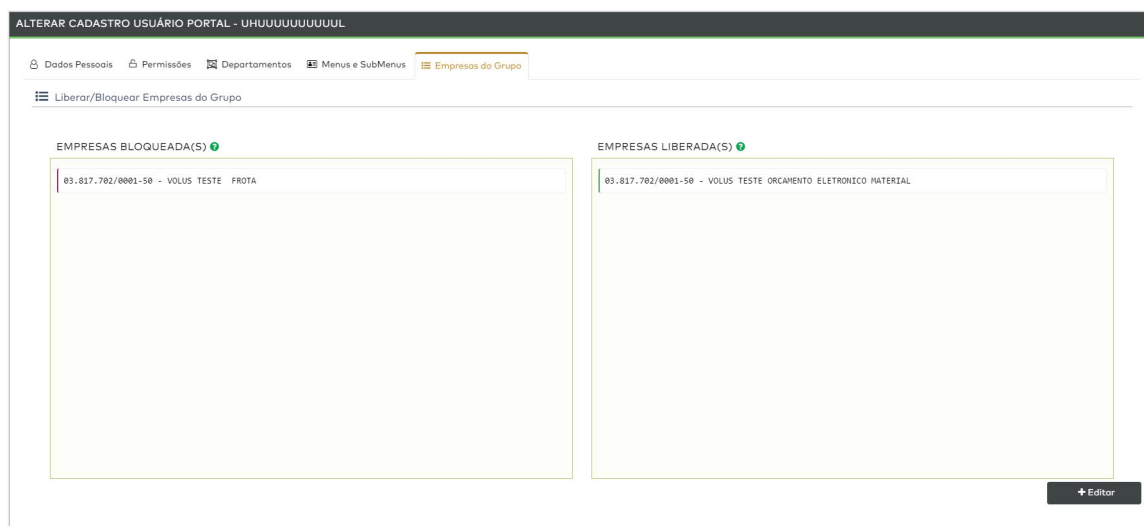 ALTERAR CADASTRO USUÁRIO PORTAL - UHUUUUUUUUUUL
Dados Pessoais Permissões Departamentos Menus e SubMenus Empresas do Grupo
Liberar/Bloquear Empresas do Grupo
EMPRESAS BLOQUEADA(S) ?
EMPRESAS LIBERADA(S) ?
03.817.702/0001-50 - VOLUS TESTE FROTA
03.817.702/0001-50 - VOLUS TESTE ORCAMENTO ELETRONICO MATERIAL
+ Editar